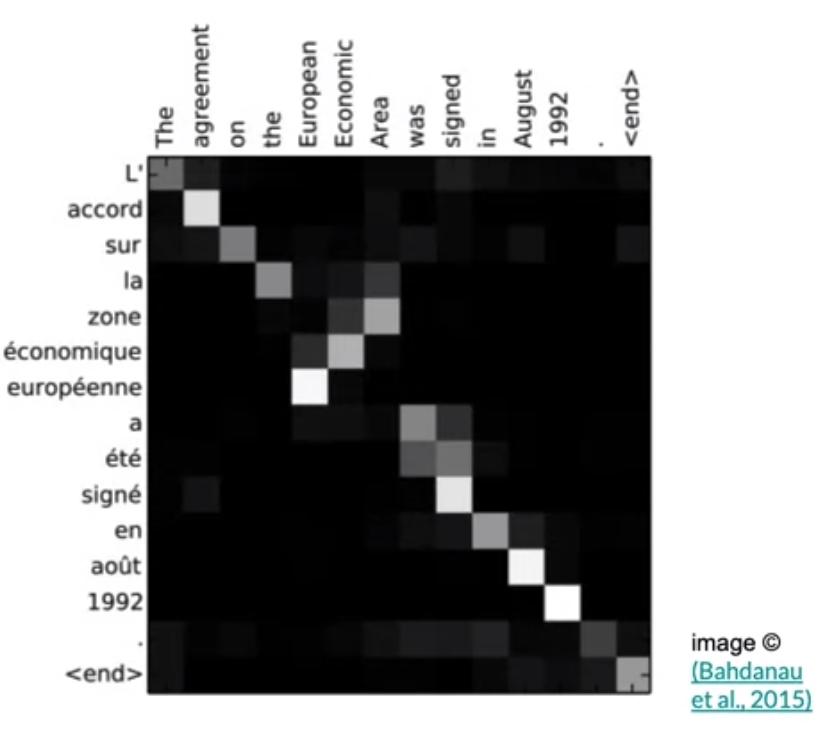 The
agreement
on
the
European
Economic
Area
was
signed
in
August
1992
.
<end>
L'
accord
sur
la
zone
économique
européenne
a
été
signé
en
août
1992
.
<end>
image ©
(Bahdanau
et al., 2015)